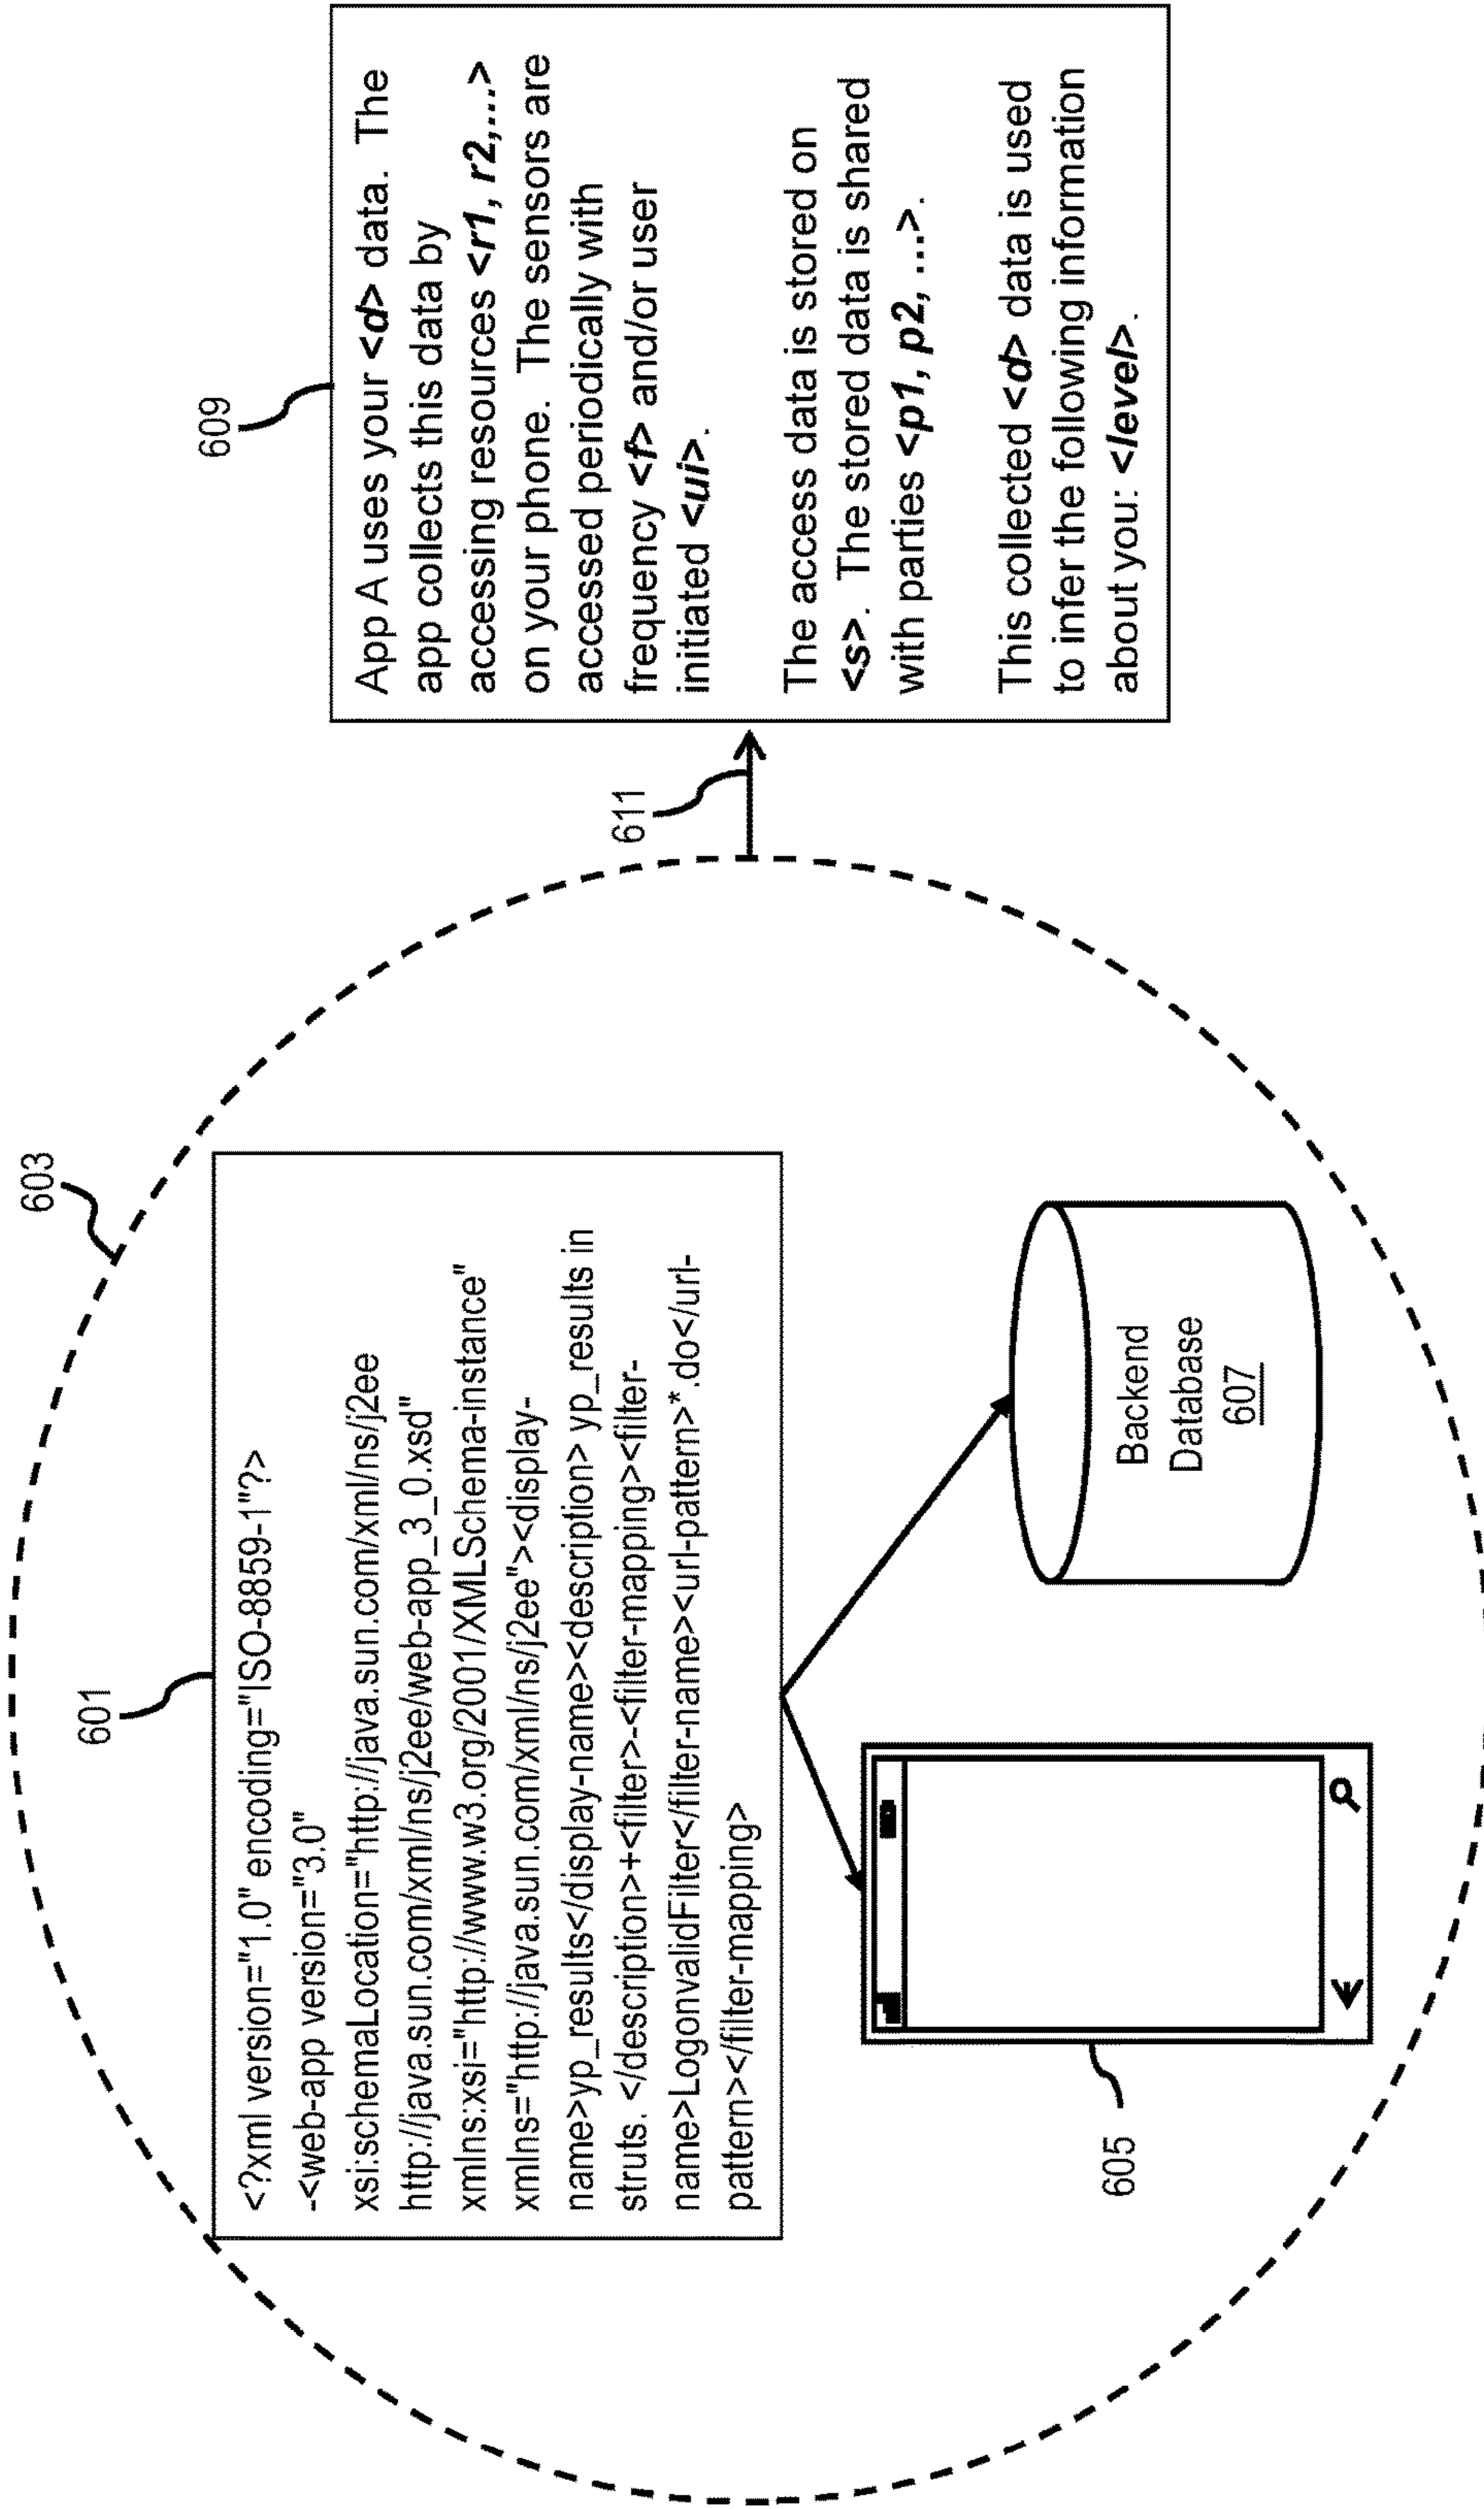 603
601
<?xml version="1.0" encoding="ISO-8859-1"?>
-<web-app version="3.0"
xsi:schemaLocation="http://java.sun.com/xml/ns/j2ee
http://java.sun.com/xml/ns/j2ee/web-app_3_0.xsd"
xmlns:xsi="http://www.w3.org/2001/XMLSchema-instance"
xmlns="http://java.sun.com/xml/ns/j2ee"><display-
name>yp_results</display-name><description> yp_results in
struts. </description>+<filter>-<filter-mapping><filter-
name>LogonvalidFilter</filter-name><url-pattern>*.do</url-
pattern></filter-mapping>
605
Backend
Database
607
611
609
App A uses your <d> data. The
app collects this data by
accessing resources <r1, r2,...>
on your phone. The sensors are
accessed periodically with
frequency <f> and/or user
initiated <ui>.
The access data is stored on
<s>. The stored data is shared
with parties <p1, p2, ...>.
This collected <d> data is used
to infer the following information
about you: <level>.